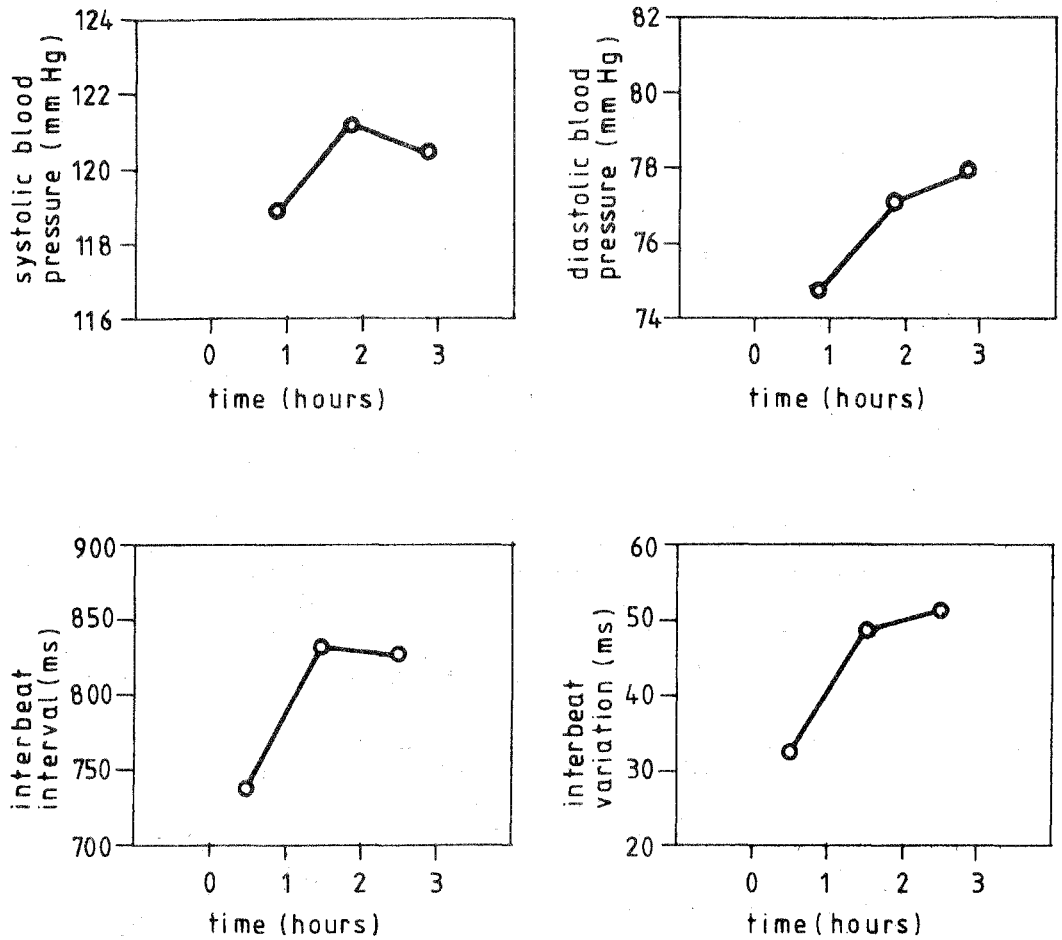 systolic blood
pressure (mm Hg)
124
122
120
118
116
0 1 2 3
time (hours)
diastolic blood
pressure (mm Hg)
82
80
78
76
74
0 1 2 3
time (hours)
interbeat
interval (ms)
900
850
800
750
700
0 1 2 3
time (hours)
interbeat
variation (ms)
60
50
40
30
20
0 1 2 3
time (hours)